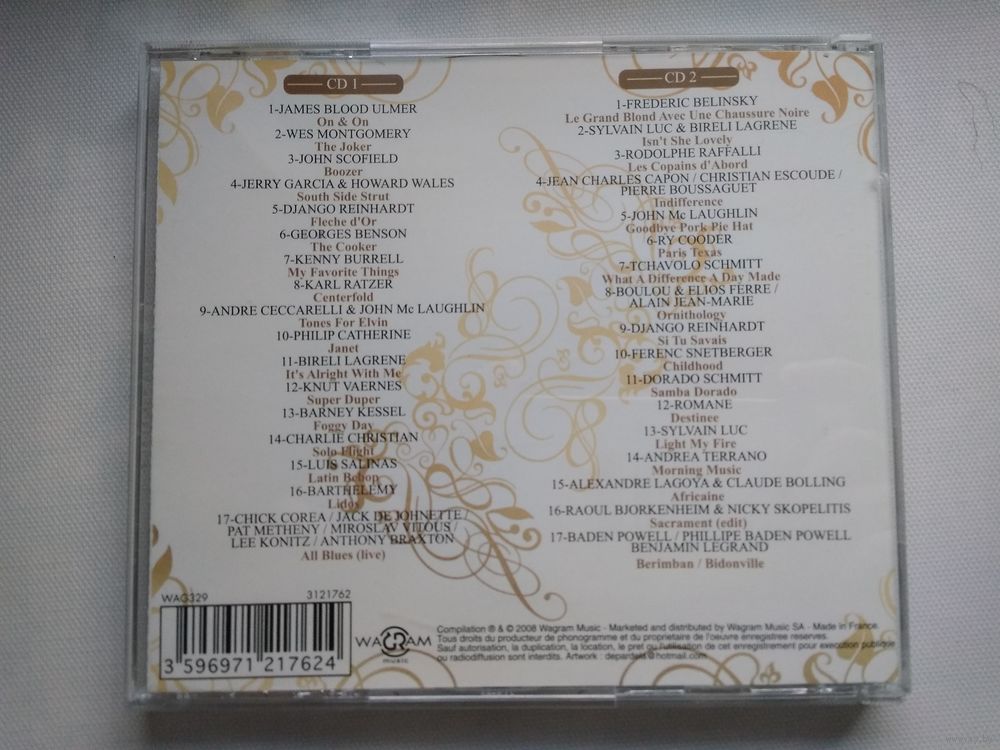 CD 1
1-JAMES BLOOD ULMER
On & On
2-WES MONTGOMERY
The Joker
3-JOHN SCOFIELD
Boozer
4-JERRY GARCIA & HOWARD WALES
South Side Strut
5-DJANGO REINHARDT
Fleche d'Or
6-GEORGES BENSON
The Cooker
7-KENNY BURRELL
My Favorite Things
8-KARL RATZER
Centerfold
9-ANDRE CECCARELLI & JOHN Mc LAUGHLIN
Tones For Elvin
10-PHILIP CATHERINE
Janet
11-BIRELI LAGRENE
It's Alright With Me
12-KNUT VAERNES
Super Duper
13-BARNEY KESSEL
Foggy Day
14-CHARLIE CHRISTIAN
Solo Flight
15-LUIS SALINAS
Latin Bebop
16-BARTHELEMY
Lidos
17-CHICK COREA / JACK DE JOHNETTE /
PAT METHENY / MIROSLAV VITOUS /
LEE KONITZ / ANTHONY BRAXTON
All Blues (live)
CD 2
1-FREDERIC BELINSKY
Le Grand Blond Avec Une Chaussure Noire
2-SYLVAIN LUC & BIRELI LAGRENE
Isn't She Lovely
3-RODOLPHE RAFFALLI
Les Copains d'Abord
4-JEAN CHARLES CAPON / CHRISTIAN ESCOUDE /
PIERRE BOUSSAGUET
Indifference
5-JOHN Mc LAUGHLIN
Goodbye Pork Pie Hat
6-RY COODER
Paris Texas
7-TCHAVOLO SCHMITT
What A Difference A Day Made
8-BOULOU & ELIOS FERRE /
ALAIN JEAN-MARIE
Ornithology
9-DJANGO REINHARDT
Si Tu Savais
10-FERENC SNETBERGER
Childhood
11-DORADO SCHMITT
Samba Dorado
12-ROMANE
Destinee
13-SYLVAIN LUC
Light My Fire
14-ANDREA TERRANO
Morning Music
15-ALEXANDRE LAGOYA & CLAUDE BOLLING
Africaine
16-RAOUL BJORKENHEIM & NICKY SKOPELITIS
Sacrament (edit)
17-BADEN POWELL / PHILLIPE BADEN POWELL
BENJAMIN LEGRAND
Berimban / Bidonville
WAG329 3121762
3 596971 217624
WAGRAM
music
Compilation ® & © 2008 Wagram Music - Marketed and distributed by Wagram Music SA - Made in France.
Tous droits du producteur de phonogramme et du proprietaire de l'oeuvre enregistree reserves.
Sauf autorisation, la duplication, la location, le pret ou l'utilisation de cet enregistrement pour execution publique
ou radiodiffusion sont interdits. Artwork : depardeis@hotmail.com